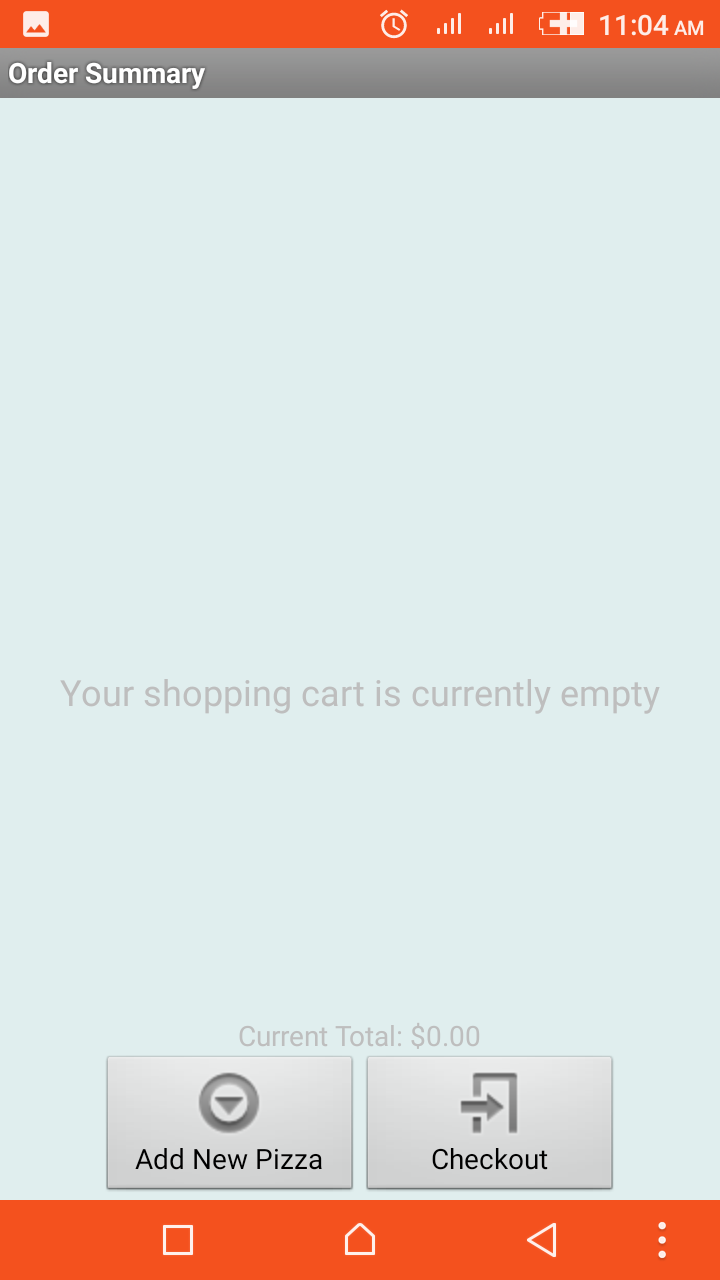 11:04 AM
Order Summary
Your shopping cart is currently empty
Current Total: $0.00
Add New Pizza
Checkout